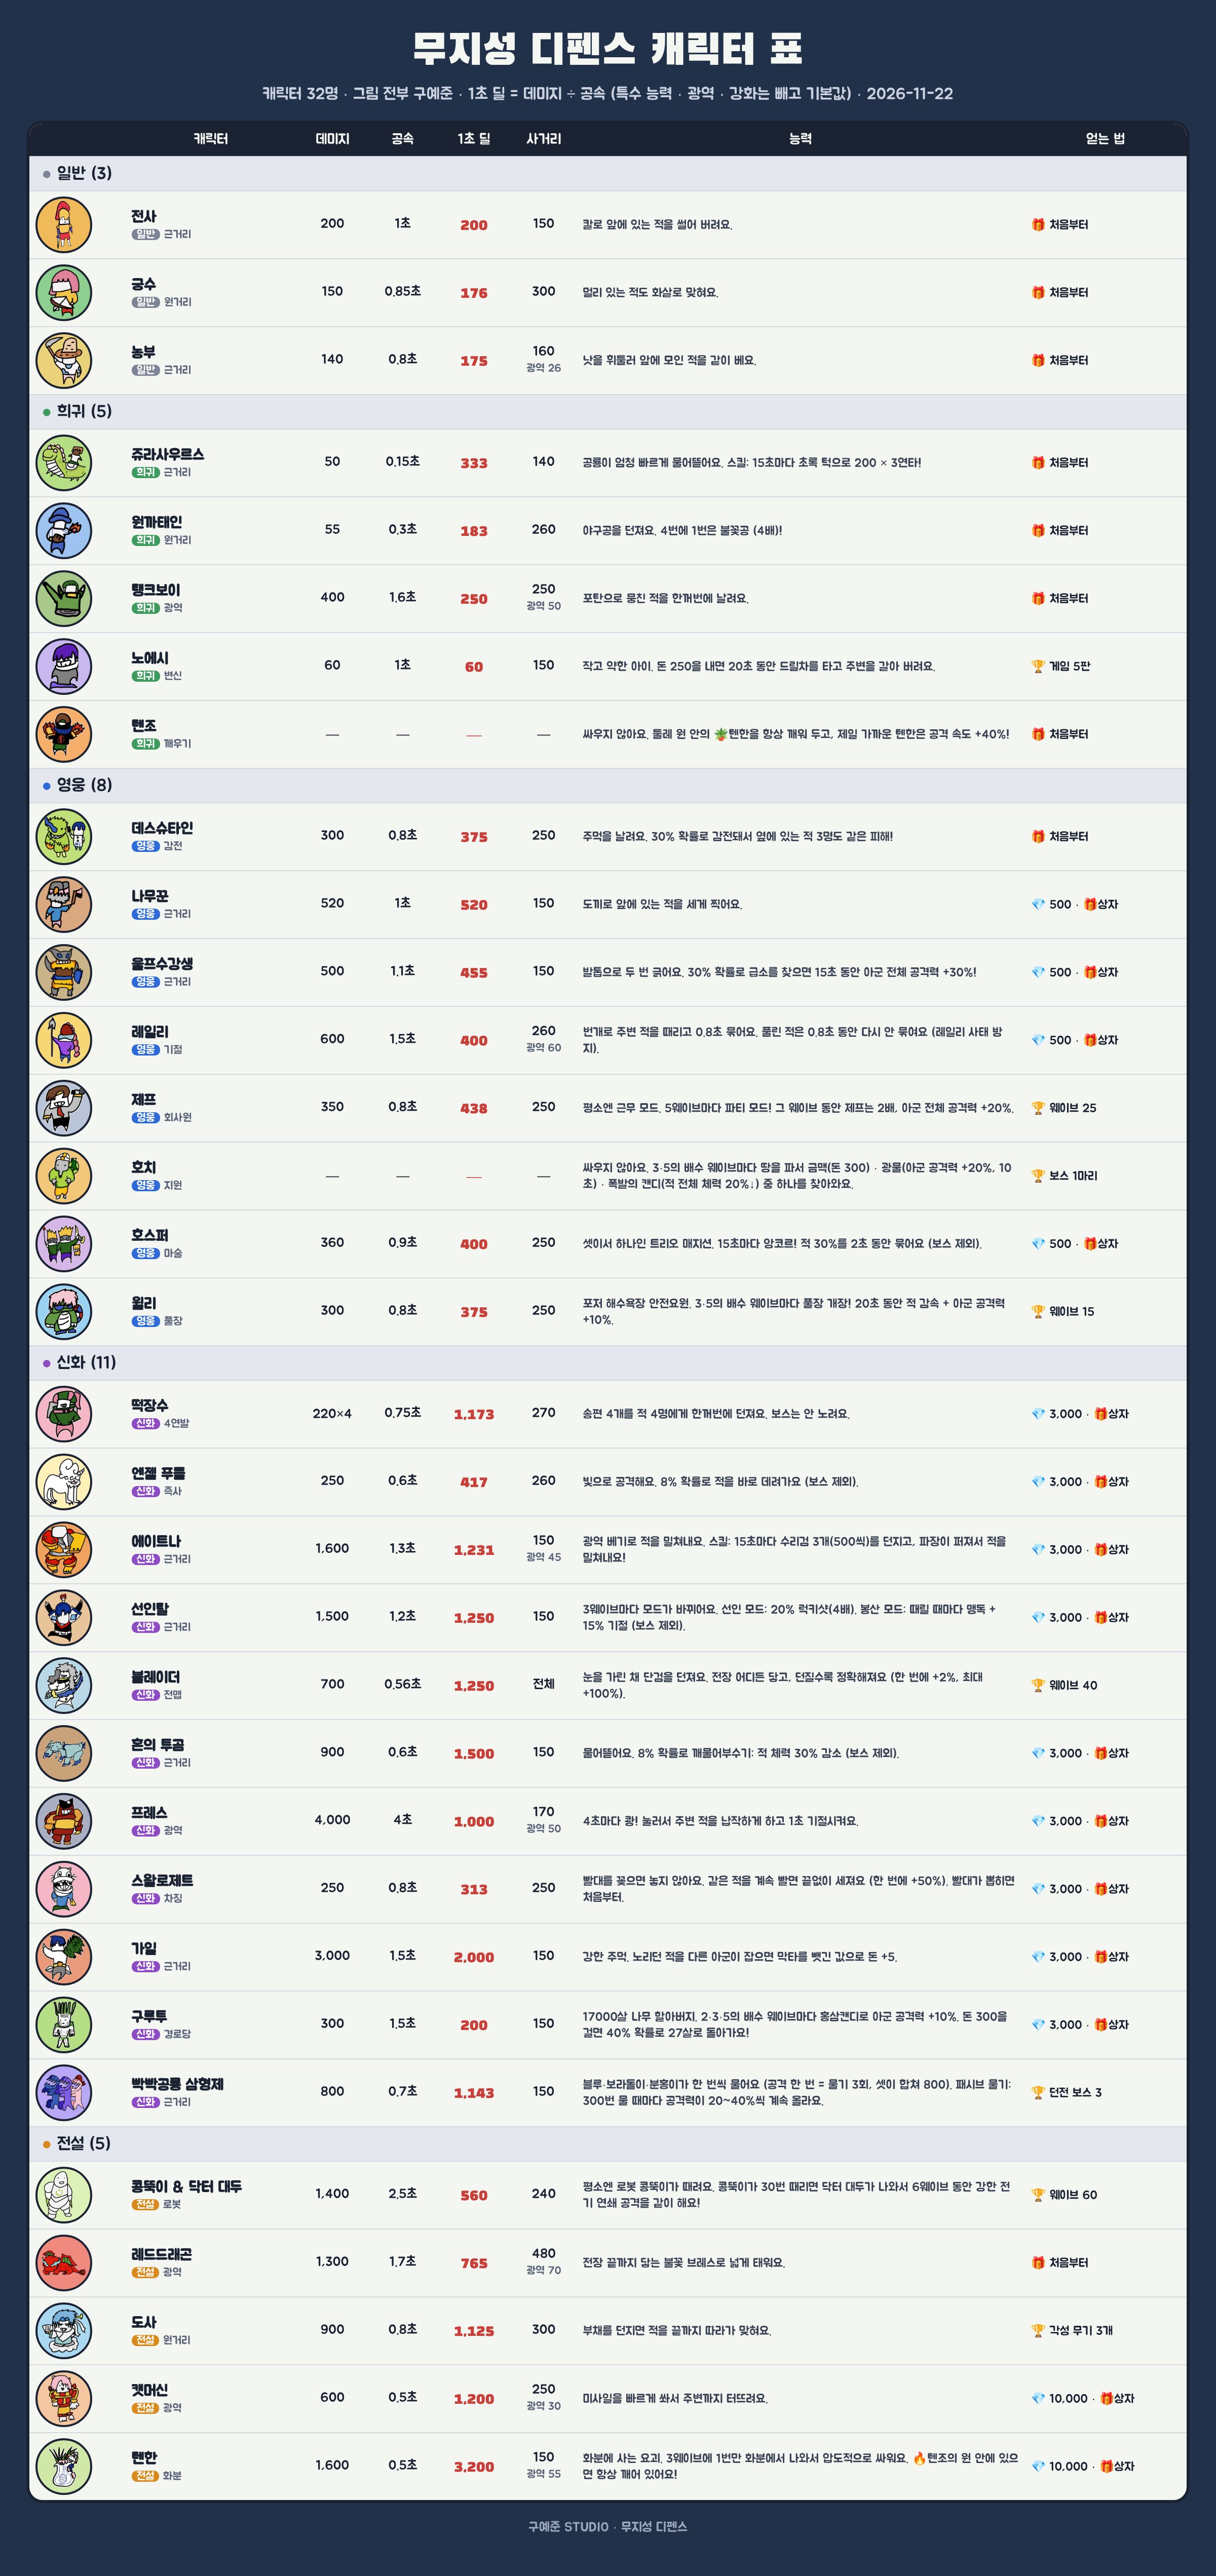 무지성 디펜스 캐릭터 표
캐릭터 32명 · 그림 전부 구예준 · 1초 딜 = 데미지 ÷ 공속 (특수 능력 · 광역 · 강화는 빼고 기본값) · 2026-11-22
캐릭터 데미지 공속 1초 딜 사거리 능력 얻는 법
일반 (3)
전사 200 1초 200 150 칼로 앞에 있는 적을 썰어 버려요. 🎁 처음부터
일반 근거리
궁수 150 0.85초 176 300 멀리 있는 적도 화살로 맞혀요. 🎁 처음부터
일반 원거리
농부 140 0.8초 175 160 낫을 휘둘러 앞에 모인 적을 같이 베요. 🎁 처음부터
일반 근거리 광역 26
희귀 (5)
쥬라사우르스 50 0.15초 333 140 공룡이 엄청 빠르게 물어뜯어요. 스킬: 15초마다 초록 턱으로 200 × 3연타! 🎁 처음부터
희귀 근거리
원까태인 55 0.3초 183 260 야구공을 던져요. 4번에 1번은 불꽃공 (4배)! 🎁 처음부터
희귀 원거리
탱크보이 400 1.6초 250 250 포탄으로 뭉친 적을 한꺼번에 날려요. 🎁 처음부터
희귀 광역 광역 50
노에시 60 1초 60 150 작고 약한 아이. 돈 250을 내면 20초 동안 드릴차를 타고 주변을 갈아 버려요. 🏆 게임 5판
희귀 변신
텐조 — — — — 싸우지 않아요. 둘레 원 안의 🪴텐한을 항상 깨워 두고, 제일 가까운 텐한은 공격 속도 +40%! 🎁 처음부터
희귀 깨우기
영웅 (8)
데스슈타인 300 0.8초 375 250 주먹을 날려요. 30% 확률로 감전돼서 옆에 있는 적 3명도 같은 피해! 🎁 처음부터
영웅 감전
나무꾼 520 1초 520 150 도끼로 앞에 있는 적을 세게 찍어요. 💎 500 · 🎁상자
영웅 근거리
울프수강생 500 1.1초 455 150 발톱으로 두 번 긁어요. 30% 확률로 급소를 찾으면 15초 동안 아군 전체 공격력 +30%! 💎 500 · 🎁상자
영웅 근거리
레일리 600 1.5초 400 260 번개로 주변 적을 때리고 0.8초 묶어요. 풀린 적은 0.8초 동안 다시 안 묶여요 (레일리 사태 방
영웅 기절 광역 60 지). 💎 500 · 🎁상자
제프 350 0.8초 438 250 평소엔 근무 모드. 5웨이브마다 파티 모드! 그 웨이브 동안 제프는 2배, 아군 전체 공격력 +20%. 🏆 웨이브 25
영웅 회사원
호치 — — — — 싸우지 않아요. 3·5의 배수 웨이브마다 땅을 파서 금맥(돈 300) · 광물(아군 공격력 +20%, 10
영웅 지원 초) · 폭발의 캔디(적 전체 체력 20%↓) 중 하나를 찾아와요. 🏆 보스 1마리
호스퍼 360 0.9초 400 250 셋이서 하나인 트리오 매지션. 15초마다 앙코르! 적 30%를 2초 동안 묶어요 (보스 제외). 💎 500 · 🎁상자
영웅 마술
윌리 300 0.8초 375 250 포저 해수욕장 안전요원. 3·5의 배수 웨이브마다 풀장 개장! 20초 동안 적 감속 + 아군 공격력
영웅 풀장 +10%. 🏆 웨이브 15
신화 (11)
떡장수 220×4 0.75초 1,173 270 송편 4개를 적 4명에게 한꺼번에 던져요. 보스는 안 노려요. 💎 3,000 · 🎁상자
신화 4연발
앤젤 푸들 250 0.6초 417 260 빛으로 공격해요. 8% 확률로 적을 바로 데려가요 (보스 제외). 💎 3,000 · 🎁상자
신화 즉사
에이트나 1,600 1.3초 1,231 150 광역 베기로 적을 밀쳐내요. 스킬: 15초마다 수리검 3개(500씩)를 던지고, 파장이 퍼져서 적을
신화 근거리 광역 45 밀쳐내요! 💎 3,000 · 🎁상자
선인탈 1,500 1.2초 1,250 150 3웨이브마다 모드가 바뀌어요. 선인 모드: 20% 럭키샷(4배). 봉산 모드: 때릴 때마다 맹독 +
신화 근거리 15% 기절 (보스 제외). 💎 3,000 · 🎁상자
블레이더 700 0.56초 1,250 전체 눈을 가린 채 단검을 던져요. 전장 어디든 닿고, 던질수록 정확해져요 (한 번에 +2%, 최대
신화 전맵 +100%). 🏆 웨이브 40
혼의 투곰 900 0.6초 1,500 150 물어뜯어요. 8% 확률로 깨물어부수기: 적 체력 30% 감소 (보스 제외). 💎 3,000 · 🎁상자
신화 근거리
프레스 4,000 4초 1,000 170 4초마다 쾅! 눌러서 주변 적을 납작하게 하고 1초 기절시켜요. 💎 3,000 · 🎁상자
신화 광역 광역 50
스왈로제트 250 0.8초 313 250 빨대를 꽂으면 놓지 않아요. 같은 적을 계속 빨면 끝없이 세져요 (한 번에 +50%). 빨대가 뽑히면
신화 차징 처음부터. 💎 3,000 · 🎁상자
가일 3,000 1.5초 2,000 150 강한 주먹. 노리던 적을 다른 아군이 잡으면 막타를 뺏긴 값으로 돈 +5. 💎 3,000 · 🎁상자
신화 근거리
구루투 300 1.5초 200 150 17000살 나무 할아버지. 2·3·5의 배수 웨이브마다 홍삼캔디로 아군 공격력 +10%. 돈 300을
신화 경로당 걸면 40% 확률로 27살로 돌아가요! 💎 3,000 · 🎁상자
빡빡공룡 삼형제 800 0.7초 1,143 150 블루·보라돌이·분홍이가 한 번씩 물어요 (공격 한 번 = 물기 3회, 셋이 합쳐 800). 패시브 물기:
신화 근거리 300번 물 때마다 공격력이 20~40%씩 계속 올라요. 🏆 던전 보스 3
전설 (5)
콩뚝이 & 닥터 대두 1,400 2.5초 560 240 평소엔 로봇 콩뚝이가 때려요. 콩뚝이가 30번 때리면 닥터 대두가 나와서 6웨이브 동안 강한 전
전설 로봇 기 연쇄 공격을 같이 해요! 🏆 웨이브 60
레드드래곤 1,300 1.7초 765 480 전장 끝까지 닿는 불꽃 브레스로 넓게 태워요. 🎁 처음부터
전설 광역 광역 70
도사 900 0.8초 1,125 300 부채를 던지면 적을 끝까지 따라가 맞혀요. 🏆 각성 무기 3개
전설 원거리
캣머신 600 0.5초 1,200 250 미사일을 빠르게 쏴서 주변까지 터뜨려요. 💎 10,000 · 🎁상자
전설 광역 광역 30
텐한 1,600 0.5초 3,200 150 화분에 사는 요괴. 3웨이브에 1번만 화분에서 나와서 압도적으로 싸워요. 🔥텐조의 원 안에 있으
전설 화분 광역 55 면 항상 깨어 있어요! 💎 10,000 · 🎁상자
구예준 STUDIO · 무지성 디펜스